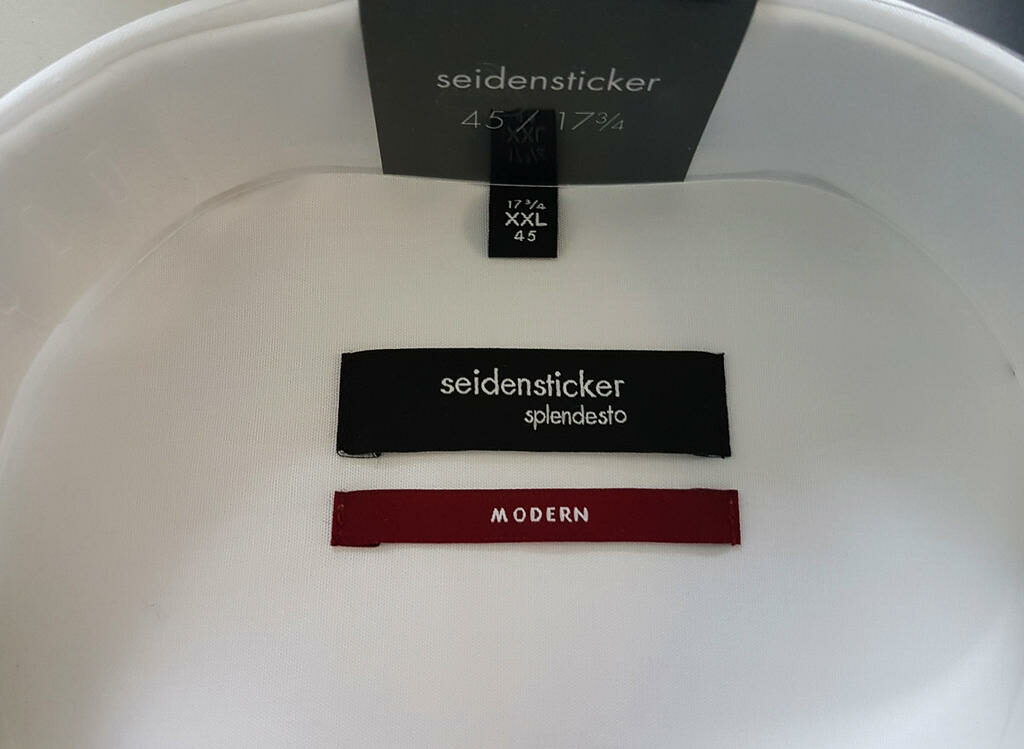 seidensticker
45 / 17¾
17¾
XXL
45
seidensticker
splendesto
MODERN